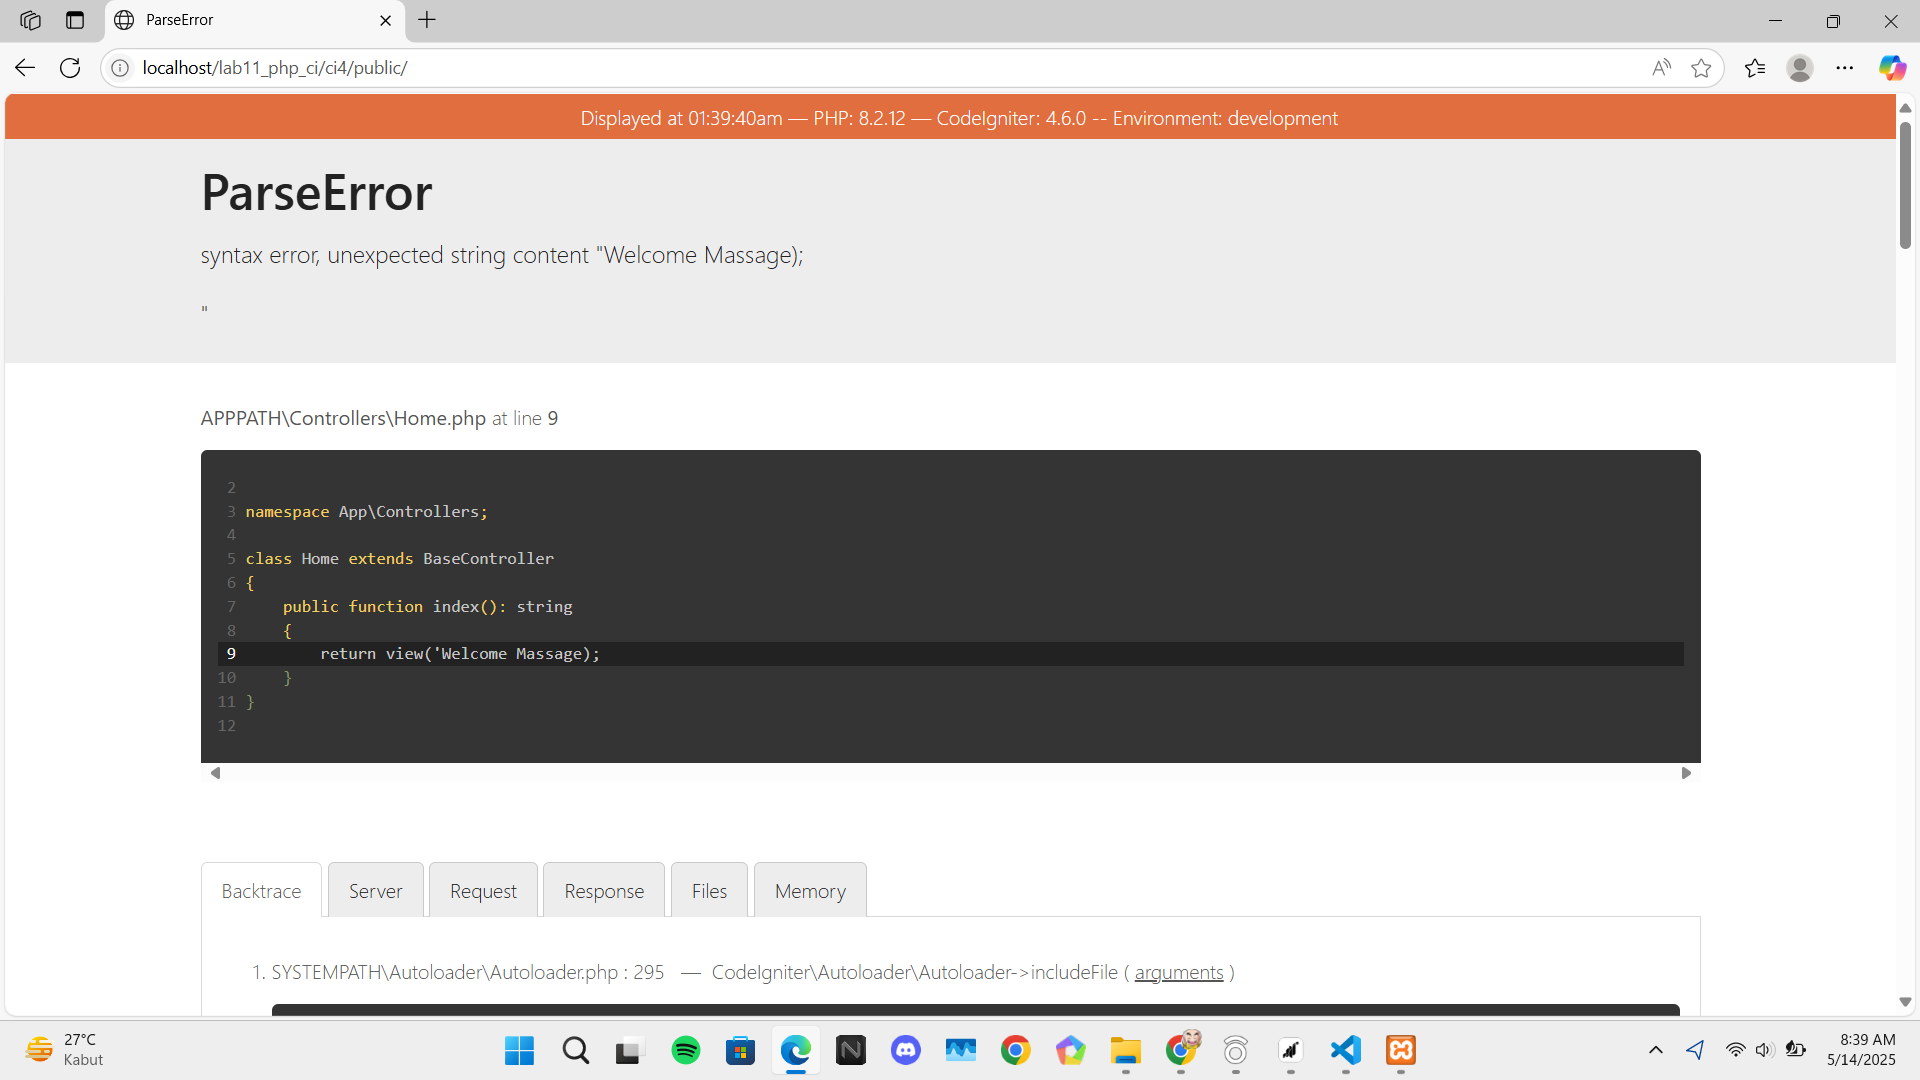 ParseError
localhost/lab11_php_ci/ci4/public/
Displayed at 01:39:40am — PHP: 8.2.12 — CodeIgniter: 4.6.0 -- Environment: development
ParseError
syntax error, unexpected string content "Welcome Massage);
"
APPPATH\Controllers\Home.php at line 9
2
3 namespace App\Controllers;
4
5 class Home extends BaseController
6 {
7     public function index(): string
8     {
9         return view('Welcome Massage);
10     }
11 }
12
Backtrace Server Request Response Files Memory
1. SYSTEMPATH\Autoloader\Autoloader.php : 295 — CodeIgniter\Autoloader\Autoloader->includeFile ( arguments )
27°C
Kabut
8:39 AM
5/14/2025